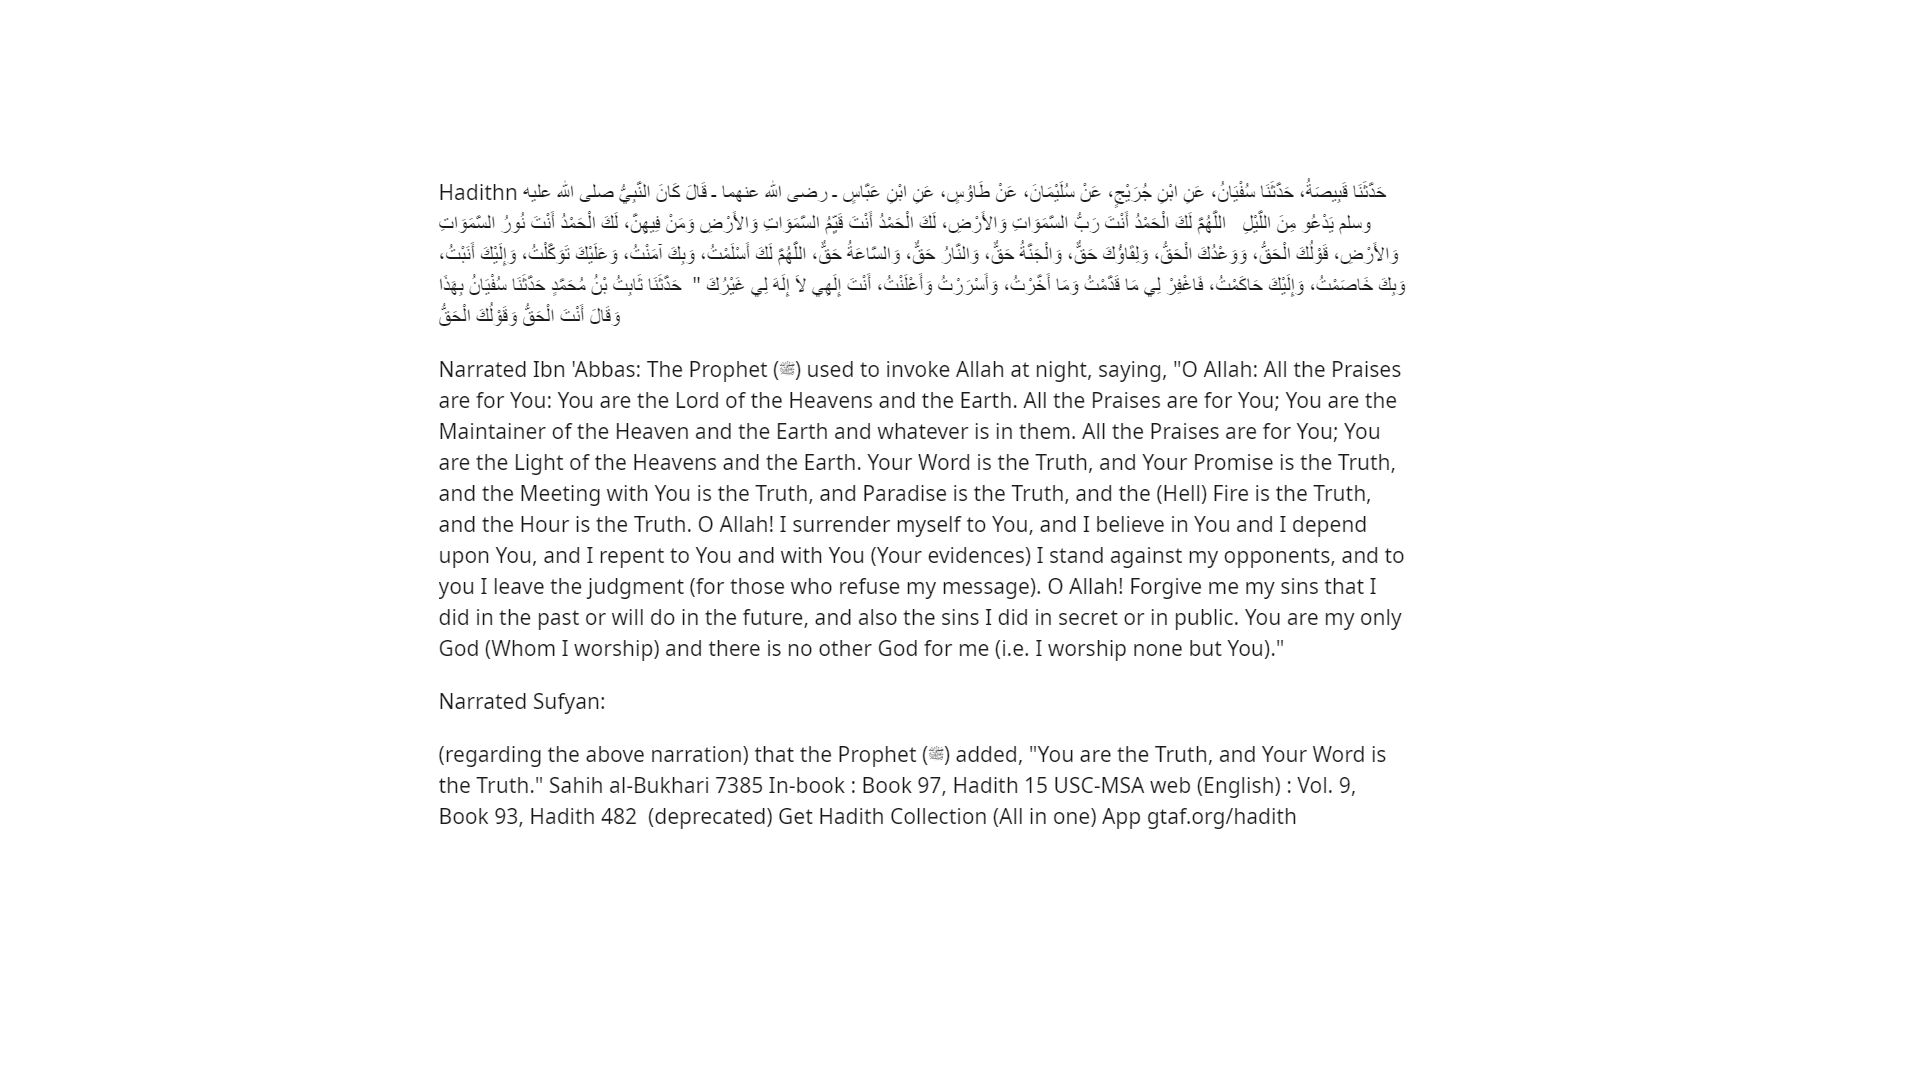 Hadithn حَدَّثَنَا قَبِيصَةُ، حَدَّثَنَا سُفْيَانُ، عَنِ ابْنِ جُرَيْجٍ، عَنْ سُلَيْمَانَ، عَنْ طَاوُسٍ، عَنِ ابْنِ عَبَّاسٍ ـ رضى الله عنهما ـ قَالَ كَانَ النَّبِيُّ صلى الله عليه
وسلم يَدْعُو مِنَ اللَّيْلِ ‏ اللَّهُمَّ لَكَ الْحَمْدُ أَنْتَ رَبُّ السَّمَوَاتِ وَالأَرْضِ، لَكَ الْحَمْدُ أَنْتَ قَيِّمُ السَّمَوَاتِ وَالأَرْضِ وَمَنْ فِيهِنَّ، لَكَ الْحَمْدُ أَنْتَ نُورُ السَّمَوَاتِ
وَالأَرْضِ، قَوْلُكَ الْحَقُّ، وَوَعْدُكَ الْحَقُّ، وَلِقَاؤُكَ حَقٌّ، وَالْجَنَّةُ حَقٌّ، وَالنَّارُ حَقٌّ، وَالسَّاعَةُ حَقٌّ، اللَّهُمَّ لَكَ أَسْلَمْتُ، وَبِكَ آمَنْتُ، وَعَلَيْكَ تَوَكَّلْتُ، وَإِلَيْكَ أَنَبْتُ،
وَبِكَ خَاصَمْتُ، وَإِلَيْكَ حَاكَمْتُ، فَاغْفِرْ لِي مَا قَدَّمْتُ وَمَا أَخَّرْتُ، وَأَسْرَرْتُ وَأَعْلَنْتُ، أَنْتَ إِلَهِي لاَ إِلَهَ لِي غَيْرُكَ " حَدَّثَنَا ثَابِتُ بْنُ مُحَمَّدٍ حَدَّثَنَا سُفْيَانُ بِهَذَا
وَقَالَ أَنْتَ الْحَقُّ وَقَوْلُكَ الْحَقُّ
Narrated Ibn 'Abbas: The Prophet (ﷺ) used to invoke Allah at night, saying, "O Allah: All the Praises
are for You: You are the Lord of the Heavens and the Earth. All the Praises are for You; You are the
Maintainer of the Heaven and the Earth and whatever is in them. All the Praises are for You; You
are the Light of the Heavens and the Earth. Your Word is the Truth, and Your Promise is the Truth,
and the Meeting with You is the Truth, and Paradise is the Truth, and the (Hell) Fire is the Truth,
and the Hour is the Truth. O Allah! I surrender myself to You, and I believe in You and I depend
upon You, and I repent to You and with You (Your evidences) I stand against my opponents, and to
you I leave the judgment (for those who refuse my message). O Allah! Forgive me my sins that I
did in the past or will do in the future, and also the sins I did in secret or in public. You are my only
God (Whom I worship) and there is no other God for me (i.e. I worship none but You)."
Narrated Sufyan:
(regarding the above narration) that the Prophet (ﷺ) added, "You are the Truth, and Your Word is
the Truth." Sahih al-Bukhari 7385 In-book : Book 97, Hadith 15 USC-MSA web (English) : Vol. 9,
Book 93, Hadith 482 (deprecated) Get Hadith Collection (All in one) App gtaf.org/hadith